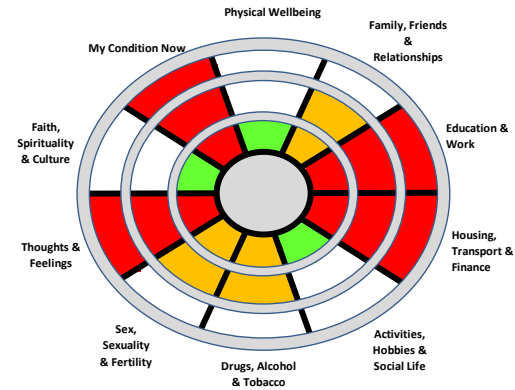 Physical Wellbeing
Family, Friends
&
Relationships
Education &
Work
Housing,
Transport &
Finance
Activities,
Hobbies &
Social Life
Drugs, Alcohol
& Tobacco
Sex,
Sexuality
& Fertility
Thoughts &
Feelings
Faith,
Spirituality
& Culture
My Condition Now